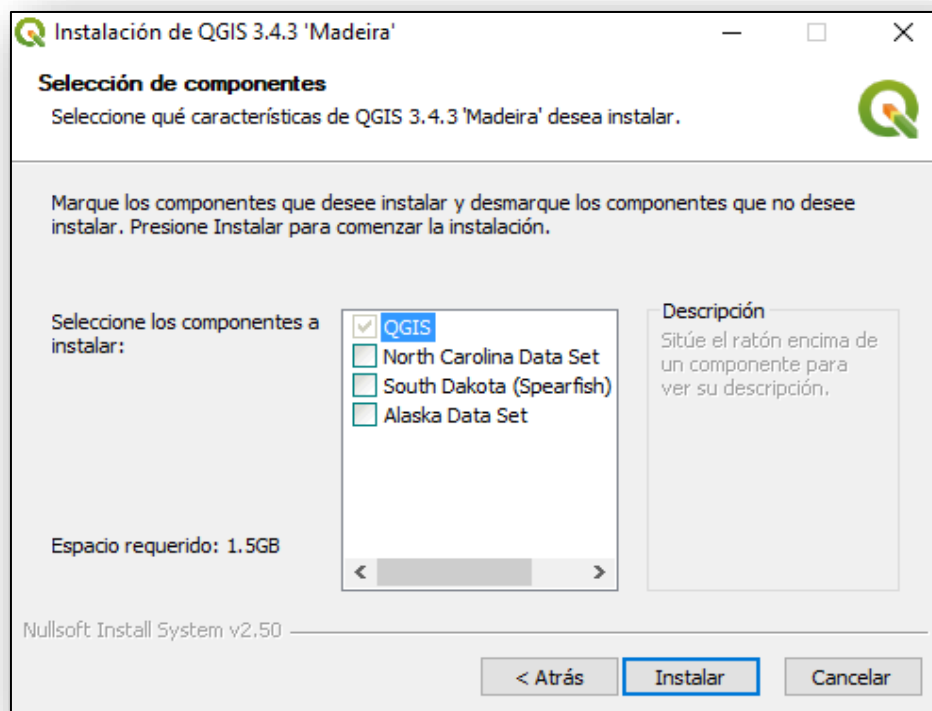 Instalación de QGIS 3.4.3 'Madeira'
Selección de componentes
Seleccione qué características de QGIS 3.4.3 'Madeira' desea instalar.
Marque los componentes que desee instalar y desmarque los componentes que no desee
instalar. Presione Instalar para comenzar la instalación.
Seleccione los componentes a
instalar:
QGIS
North Carolina Data Set
South Dakota (Spearfish)
Alaska Data Set
Descripción
Sitúe el ratón encima de
un componente para
ver su descripción.
Espacio requerido: 1.5GB
Nullsoft Install System v2.50
< Atrás
Instalar
Cancelar